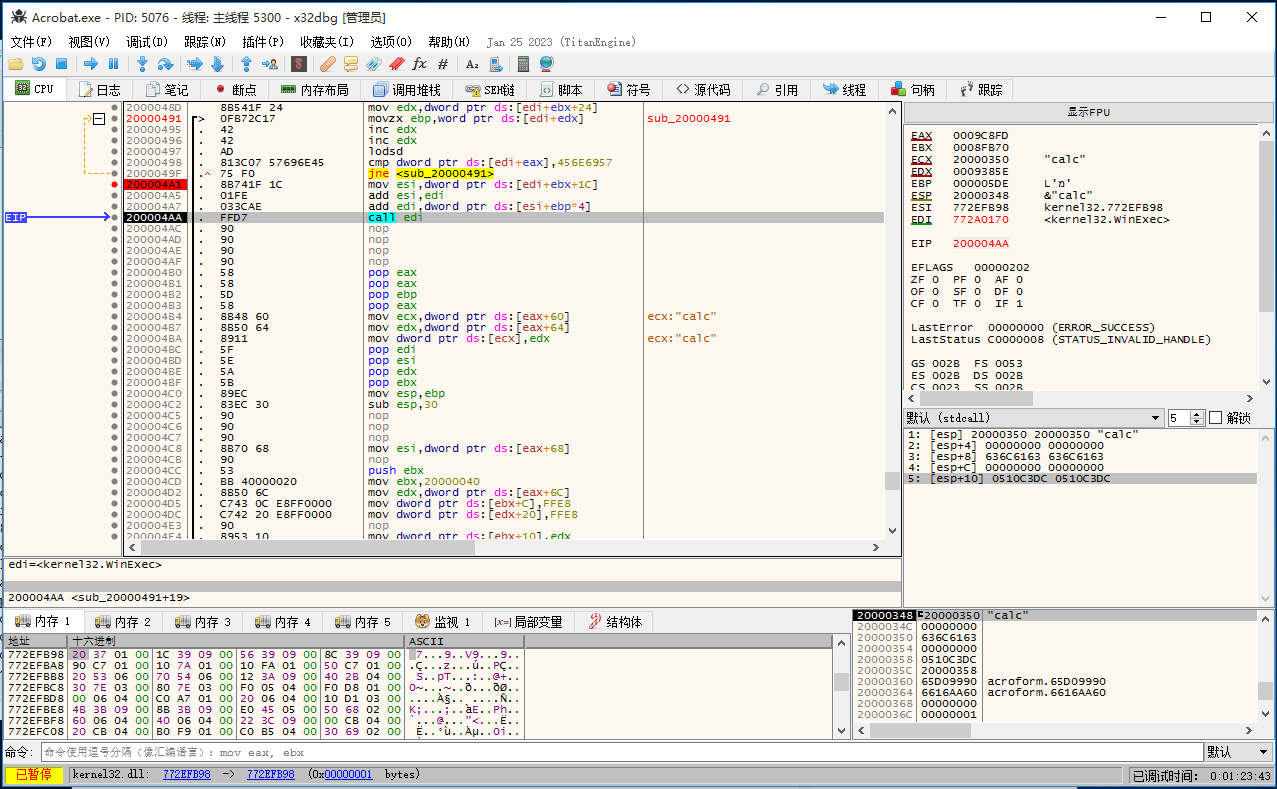 Acrobat.exe - PID: 5076 - 线程: 主线程 5300 - x32dbg [管理员]
文件(F) 视图(V) 调试(D) 跟踪(N) 插件(P) 收藏夹(I) 选项(O) 帮助(H) Jan 25 2023 (TitanEngine)
CPU 日志 笔记 断点 内存布局 调用堆栈 SEH链 脚本 符号 源代码 引用 线程 句柄 跟踪
2000048D 8B541F 24 mov edx,dword ptr ds:[edi+ebx+24]
20000491 0FB72C17 movzx ebp,word ptr ds:[edi+edx] sub_20000491
20000495 42 inc edx
20000496 42 inc edx
20000497 AD lodsd
20000498 813C07 57696E45 cmp dword ptr ds:[edi+eax],456E6957
2000049F 75 F0 jne <sub_20000491>
200004A1 8B741F 1C mov esi,dword ptr ds:[edi+ebx+1C]
200004A5 01FE add esi,edi
200004A7 033CAE add edi,dword ptr ds:[esi+ebp*4]
EIP 200004AA FFD7 call edi
200004AC 90 nop
200004AD 90 nop
200004AE 90 nop
200004AF 90 nop
200004B0 58 pop eax
200004B1 58 pop eax
200004B2 5D pop ebp
200004B3 58 pop eax
200004B4 8B48 60 mov ecx,dword ptr ds:[eax+60] ecx:"calc"
200004B7 8B50 64 mov edx,dword ptr ds:[eax+64]
200004BA 8911 mov dword ptr ds:[ecx],edx ecx:"calc"
200004BC 5F pop edi
200004BD 5E pop esi
200004BE 5A pop edx
200004BF 5B pop ebx
200004C0 89EC mov esp,ebp
200004C2 83EC 30 sub esp,30
200004C5 90 nop
200004C6 90 nop
200004C7 90 nop
200004C8 8B70 68 mov esi,dword ptr ds:[eax+68]
200004CB 90 nop
200004CC 53 push ebx
200004CD BB 40000020 mov ebx,20000040
200004D2 8B50 6C mov edx,dword ptr ds:[eax+6C]
200004D5 C743 0C E8FF0000 mov dword ptr ds:[ebx+C],FFE8
200004DC C742 20 E8FF0000 mov dword ptr ds:[edx+20],FFE8
200004E3 90 nop
200004E4 8953 10 mov dword ptr ds:[ebx+10],edx
显示FPU
EAX 0009C8FD
EBX 0008FB70
ECX 20000350 "calc"
EDX 0009385E
EBP 000005DE L'מ'
ESP 20000348 &"calc"
ESI 772EFB98 kernel32.772EFB98
EDI 772A0170 <kernel32.WinExec>
EIP 200004AA
EFLAGS 00000202
ZF 0 PF 0 AF 0
OF 0 SF 0 DF 0
CF 0 TF 0 IF 1
LastError 00000000 (ERROR_SUCCESS)
LastStatus C0000008 (STATUS_INVALID_HANDLE)
GS 002B FS 0053
ES 002B DS 002B
CS 0023 SS 002B
默认 (stdcall) 5 解锁
1: [esp] 20000350 20000350 "calc"
2: [esp+4] 00000000 00000000
3: [esp+8] 636C6163 636C6163
4: [esp+C] 00000000 00000000
5: [esp+10] 0510C3DC 0510C3DC
edi=<kernel32.WinExec>
200004AA <sub_20000491+19>
内存 1 内存 2 内存 3 内存 4 内存 5 监视 1 [x=] 局部变量 结构体
地址 十六进制 ASCII
772EFB98 20 37 01 00 1C 39 09 00 56 39 09 00 8C 39 09 00 7...9..V9...9..
772EFBA8 90 C7 01 00 10 7A 01 00 10 FA 01 00 50 C7 01 00 .Ç...z...ú..PÇ..
772EFBB8 20 53 06 00 70 54 06 00 12 3A 09 00 40 2B 04 00 S..pT...:..@+..
772EFBC8 30 7E 03 00 80 7E 03 00 F0 05 04 00 F0 D8 01 00
772EFBD8 00 06 04 00 C0 A7 01 00 20 06 04 00 10 D1 03 00 ....À§.. ....Ñ..
772EFBE8 4B 3B 09 00 8B 3B 09 00 E0 45 05 00 50 68 02 00 K;...;..àE..Ph..
772EFBF8 60 06 04 00 40 06 04 00 22 3C 09 00 00 CB 04 00 `...@..."<...Ë..
772EFC08 20 CB 04 00 B0 F9 01 00 C0 B5 04 00 30 69 02 00 Ë..°ù..Àµ..0i..
20000348 20000350 "calc"
2000034C 00000000
20000350 636C6163
20000354 00000000
20000358 0510C3DC
2000035C 20000358
20000360 65D09990 acroform.65D09990
20000364 6616AA60 acroform.6616AA60
20000368 00000000
2000036C 00000001
命令: 命令使用逗号分隔（像汇编语言）: mov eax, ebx 默认
已暂停 kernel32.dll: 772EFB98 -> 772EFB98 (0x00000001 bytes) 已调试时间: 0:01:23:43